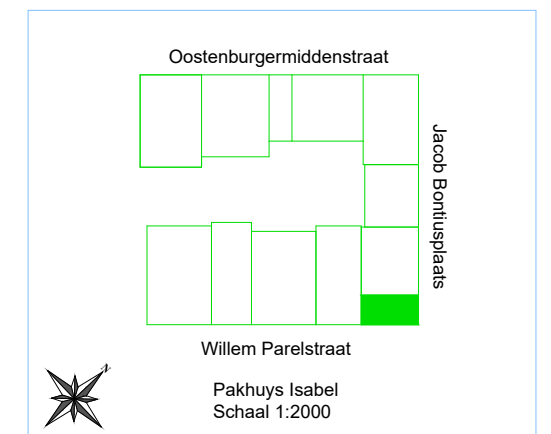 Oostenburgermiddenstraat
Jacob Bontiusplaats
Willem Parelstraat
N
Pakhuys Isabel
Schaal 1:2000